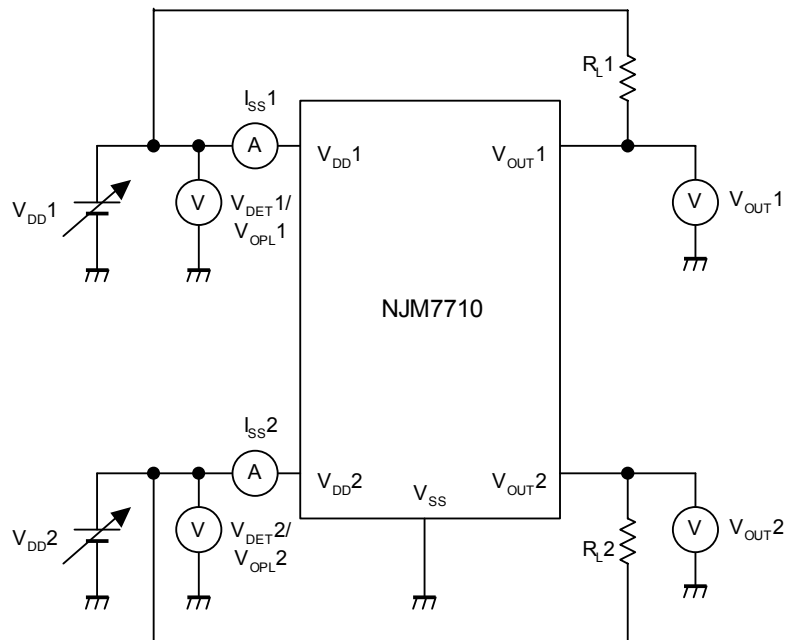 R_L1
I_SS1
A
V_DD1
V_OUT1
V_DD1
V
V_DET1/
V_OPL1
V
V_OUT1
NJM7710
I_SS2
A
V_DD2
V_SS
V_OUT2
V_DD2
V
V_DET2/
V_OPL2
R_L2
V
V_OUT2